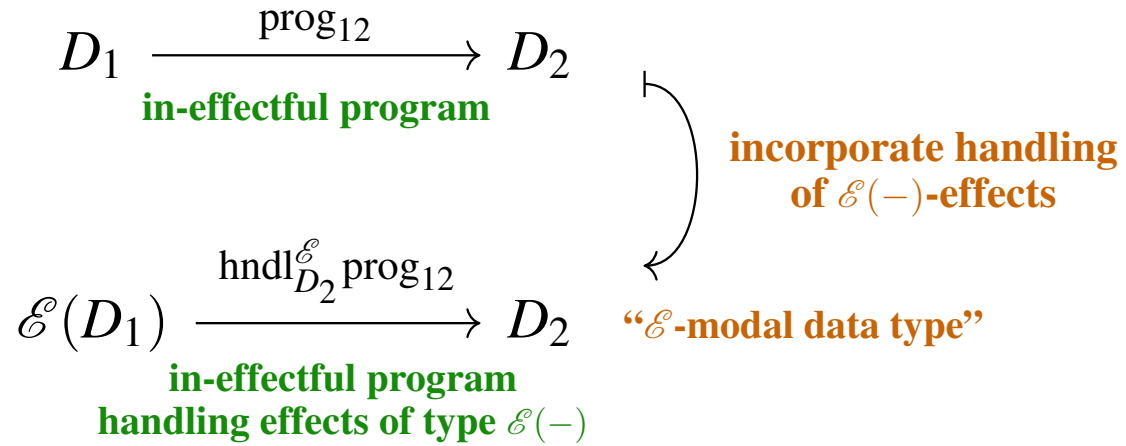 prog₁₂
D₁ D₂
in-effectful program
incorporate handling
of ℰ(−)-effects
hndl^ℰ_{D₂} prog₁₂
ℰ(D₁) D₂ “ℰ-modal data type”
in-effectful program
handling effects of type ℰ(−)